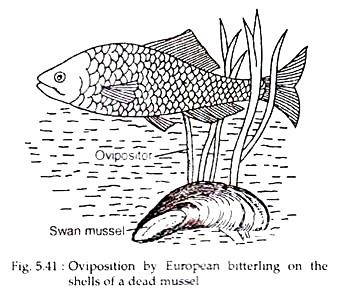 Ovipositor
Swan mussel
Fig. 5.41 : Oviposition by European bitterling on the
shells of a dead mussel